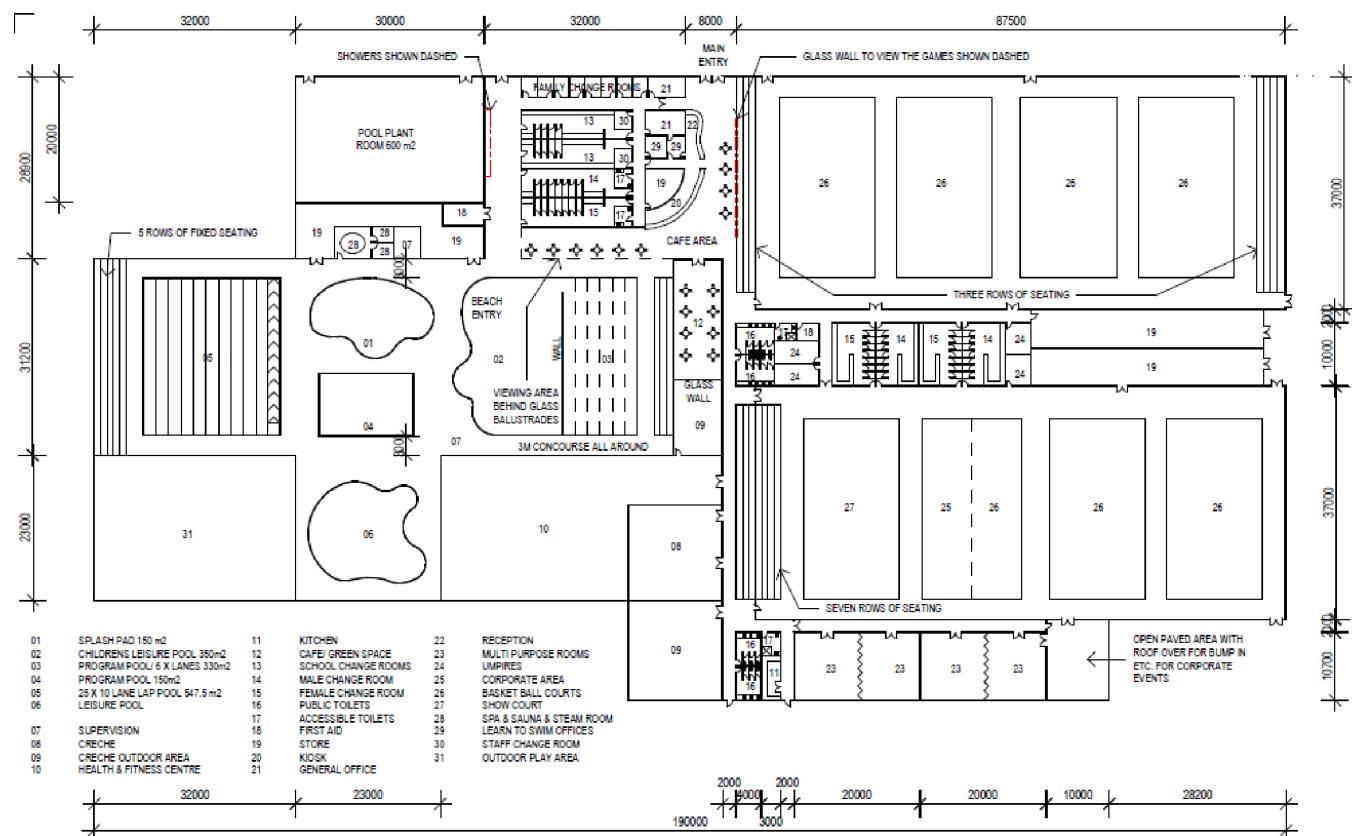 32000
30000
32000
8000
87500
SHOWERS SHOWN DASHED
MAIN
ENTRY
GLASS WALL TO VIEW THE GAMES SHOWN DASHED
FAMILY CHANGE ROOMS
21
28900
20000
37000
POOL PLANT
ROOM 600 m2
13
30
21
22
29
29
13
30
14
17
19
26
26
26
26
15
17
20
18
5 ROWS OF FIXED SEATING
19
28
28
28
07
19
CAFE AREA
3000
BEACH
ENTRY
THREE ROWS OF SEATING
31200
05
01
02
WALL
03
12
16
17
18
24
16
24
15
14
15
14
24
24
19
19
2000
10000
04
VIEWING AREA
BEHIND GLASS
BALUSTRADES
GLASS
WALL
09
07
3M CONCOURSE ALL AROUND
3000
23000
31
06
10
08
27
25
26
26
26
37000
SEVEN ROWS OF SEATING
2000
09
16
17
16
11
23
23
23
23
OPEN PAVED AREA WITH
ROOF OVER FOR BUMP IN
ETC. FOR CORPORATE
EVENTS
10700
01 SPLASH PAD 150 m2
02 CHILDRENS LEISURE POOL 350m2
03 PROGRAM POOL/ 6 X LANES 330m2
04 PROGRAM POOL 150m2
05 25 X 10 LANE LAP POOL 547.5 m2
06 LEISURE POOL
07 SUPERVISION
08 CRECHE
09 CRECHE OUTDOOR AREA
10 HEALTH & FITNESS CENTRE
11 KITCHEN
12 CAFE/ GREEN SPACE
13 SCHOOL CHANGE ROOMS
14 MALE CHANGE ROOM
15 FEMALE CHANGE ROOM
16 PUBLIC TOILETS
17 ACCESSIBLE TOILETS
18 FIRST AID
19 STORE
20 KIOSK
21 GENERAL OFFICE
22 RECEPTION
23 MULTI PURPOSE ROOMS
24 UMPIRES
25 CORPORATE AREA
26 BASKET BALL COURTS
27 SHOW COURT
28 SPA & SAUNA & STEAM ROOM
29 LEARN TO SWIM OFFICES
30 STAFF CHANGE ROOM
31 OUTDOOR PLAY AREA
32000
23000
2000
4000
3000
2000
20000
20000
10000
28200
190000